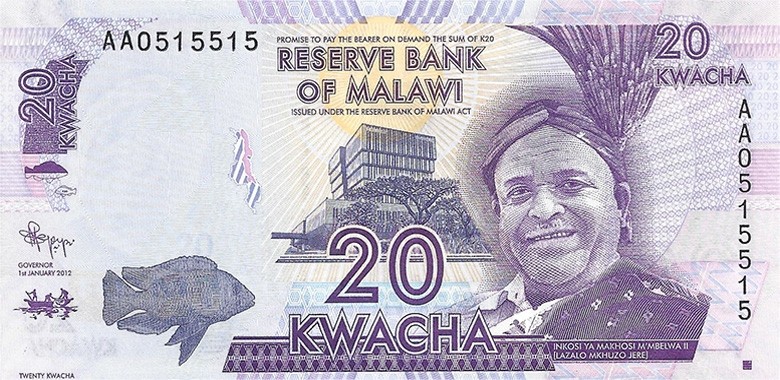 AA0515515
PROMISE TO PAY THE BEARER ON DEMAND THE SUM OF K20
RESERVE BANK
OF MALAWI
ISSUED UNDER THE RESERVE BANK OF MALAWI ACT
20
KWACHA
20
KWACHA
AA0515515
GOVERNOR
1ST JANUARY 2012
20
KWACHA
INKOSI YA MAKHOSI M'MBELWA II
[LAZALO MKHUZO JERE]
TWENTY KWACHA